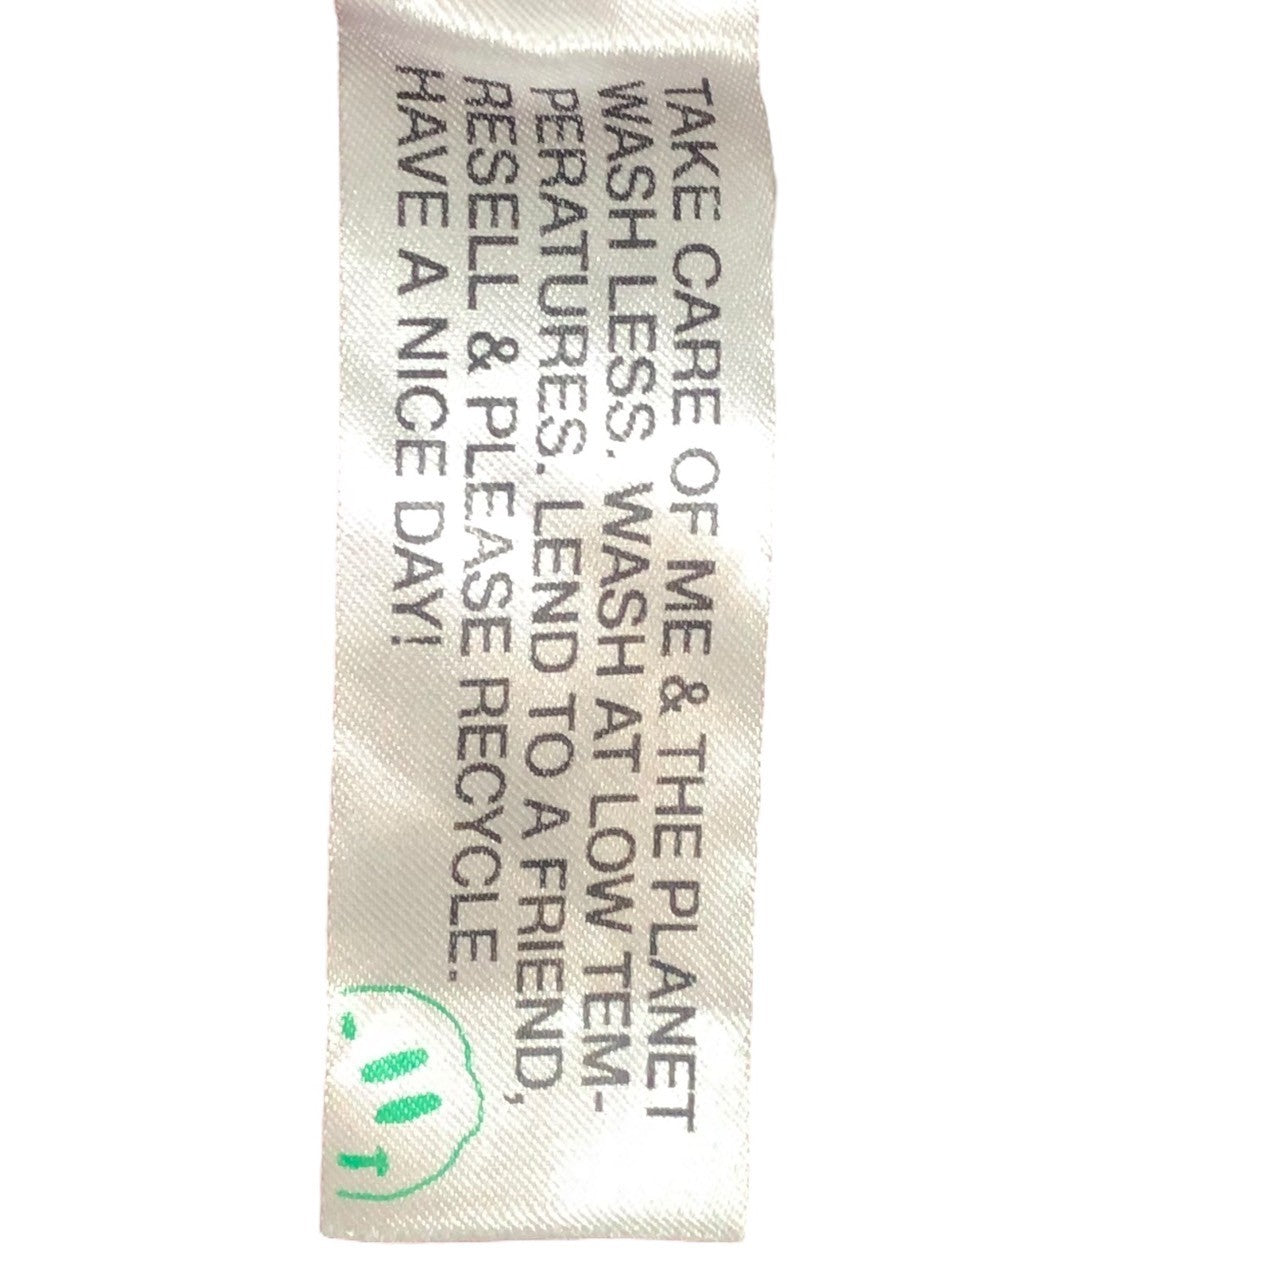 TAKE CARE OF ME & THE PLANET
WASH LESS. WASH AT LOW TEM-
PERATURES. LEND TO A FRIEND,
RESELL & PLEASE RECYCLE.
HAVE A NICE DAY!